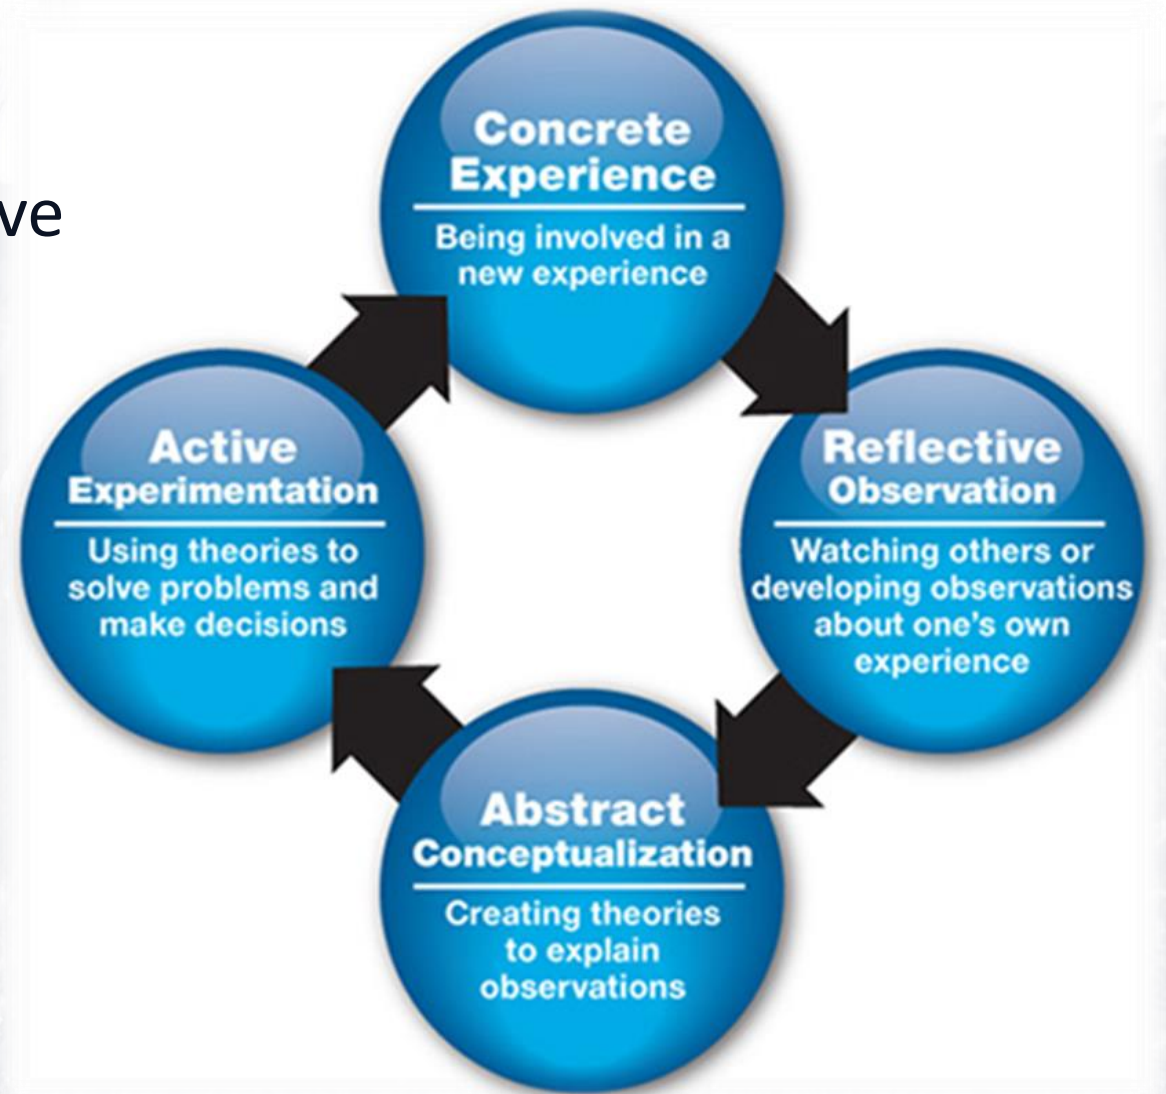 Concrete
Experience
Being involved in a
new experience
Reflective
Observation
Watching others or
developing observations
about one's own
experience
Abstract
Conceptualization
Creating theories
to explain
observations
Active
Experimentation
Using theories to
solve problems and
make decisions